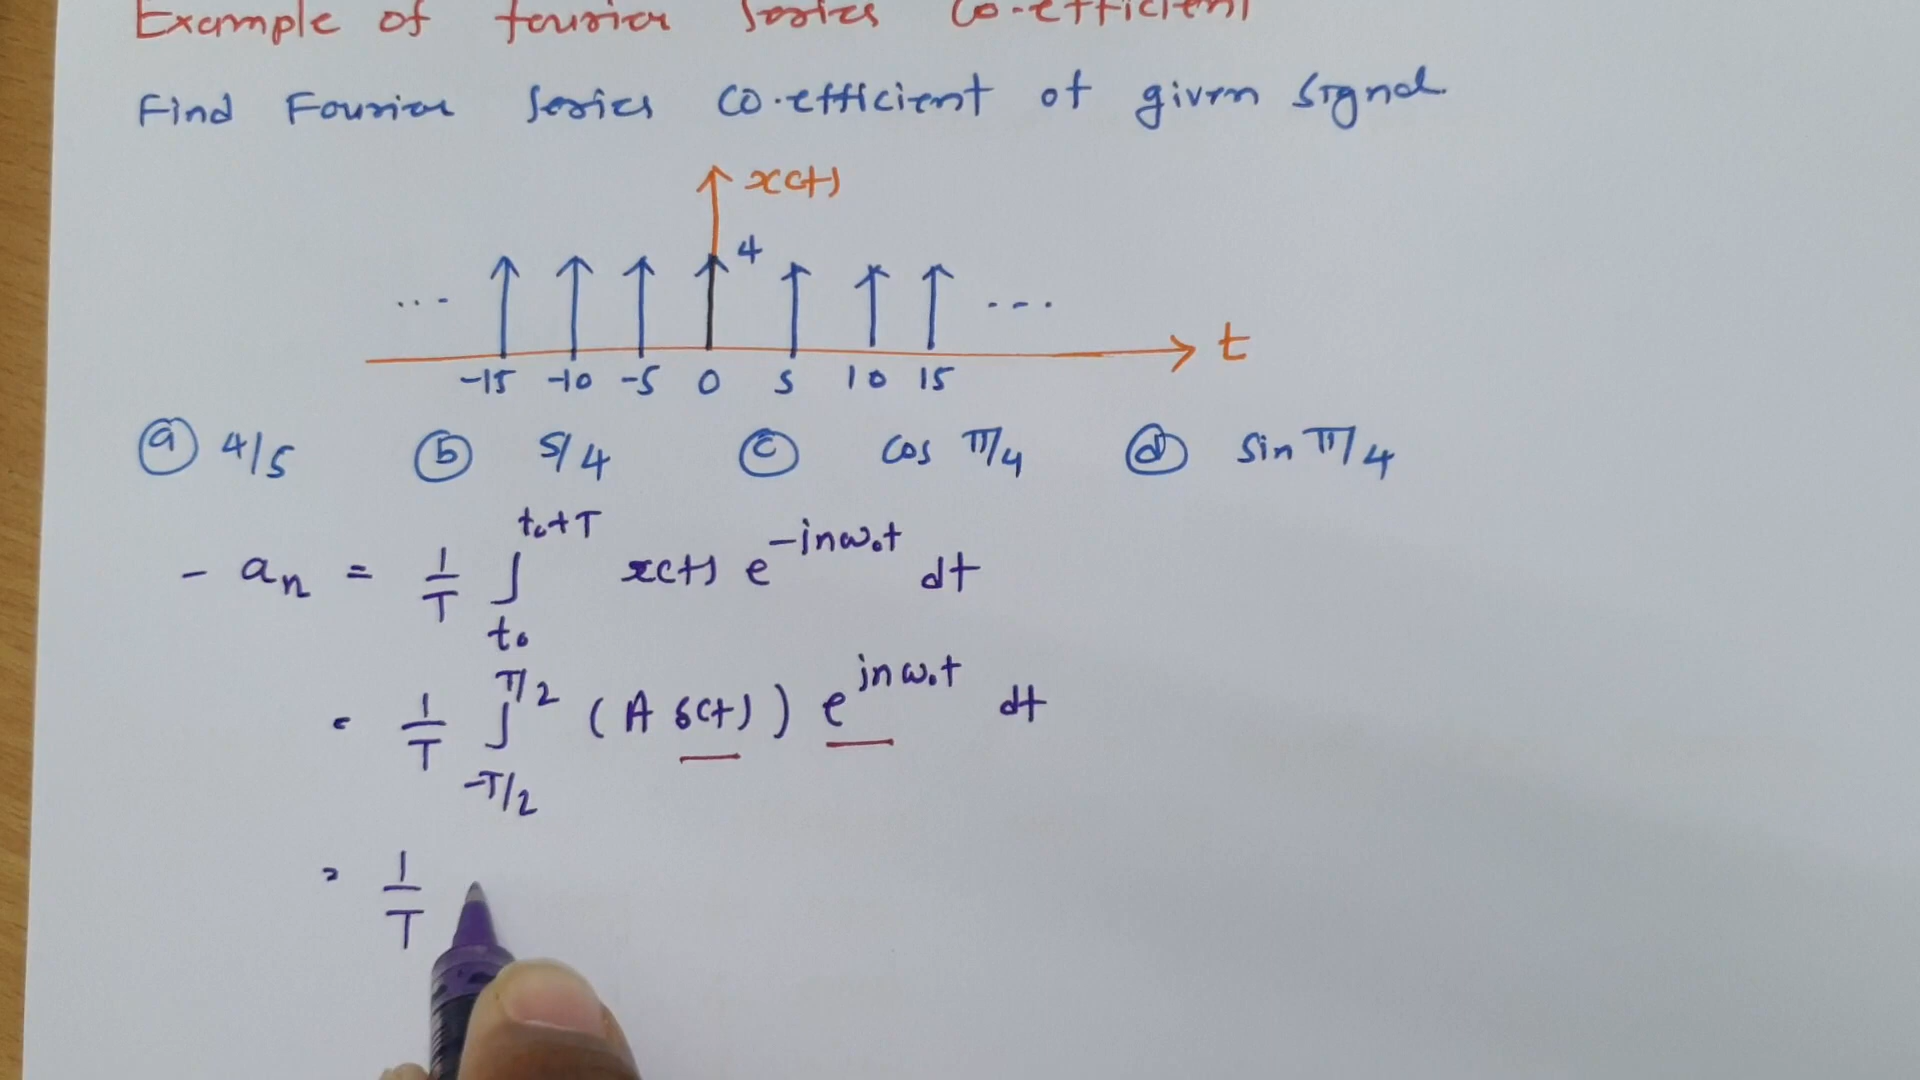 Example of fourier series co-efficient
Find Fourier series co-efficient of given signal
x(t)
4
... ...
-15 -10 -5 0 5 10 15 t
(a) 4/5 (b) 5/4 (c) cos π/4 (d) sin π/4
- aₙ = 1/T ∫_{t₀}^{t₀+T} x(t) e^{-jnω₀t} dt
= 1/T ∫_{-T/2}^{T/2} (A δ(t)) e^{jnω₀t} dt
= 1/T